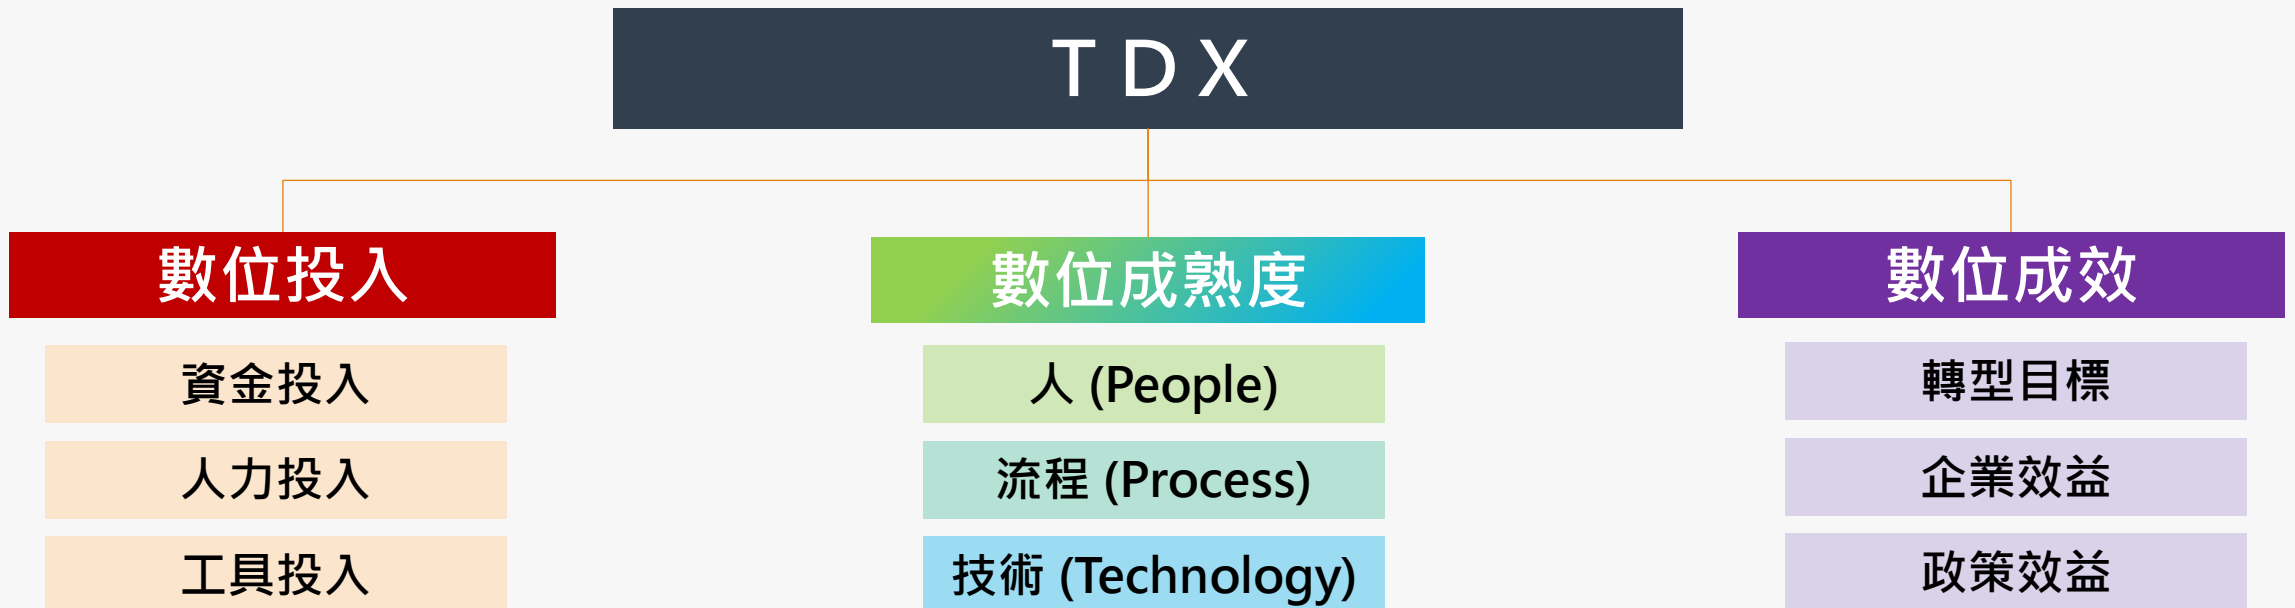 TDX
數位投入
資金投入
人力投入
工具投入
數位成熟度
人 (People)
流程 (Process)
技術 (Technology)
數位成效
轉型目標
企業效益
政策效益